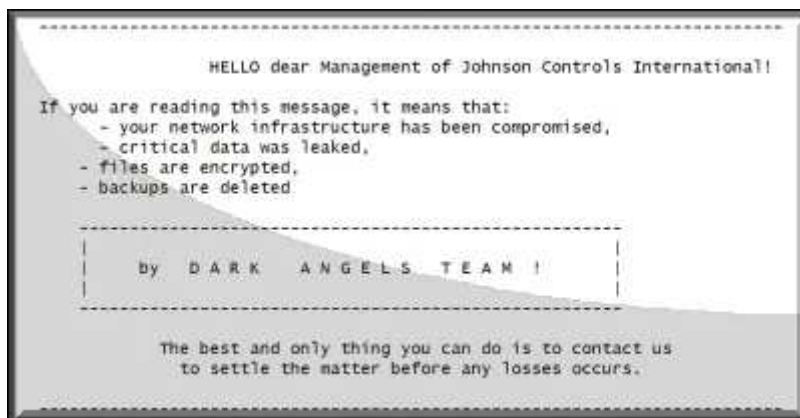 --------------------------------------------------------------------------
HELLO dear Management of Johnson Controls International!
If you are reading this message, it means that:
- your network infrastructure has been compromised,
- critical data was leaked,
- files are encrypted,
- backups are deleted
------------------------------------------------------
| |
| by D A R K A N G E L S T E A M ! |
| |
------------------------------------------------------
The best and only thing you can do is to contact us
to settle the matter before any losses occurs.
--------------------------------------------------------------------------